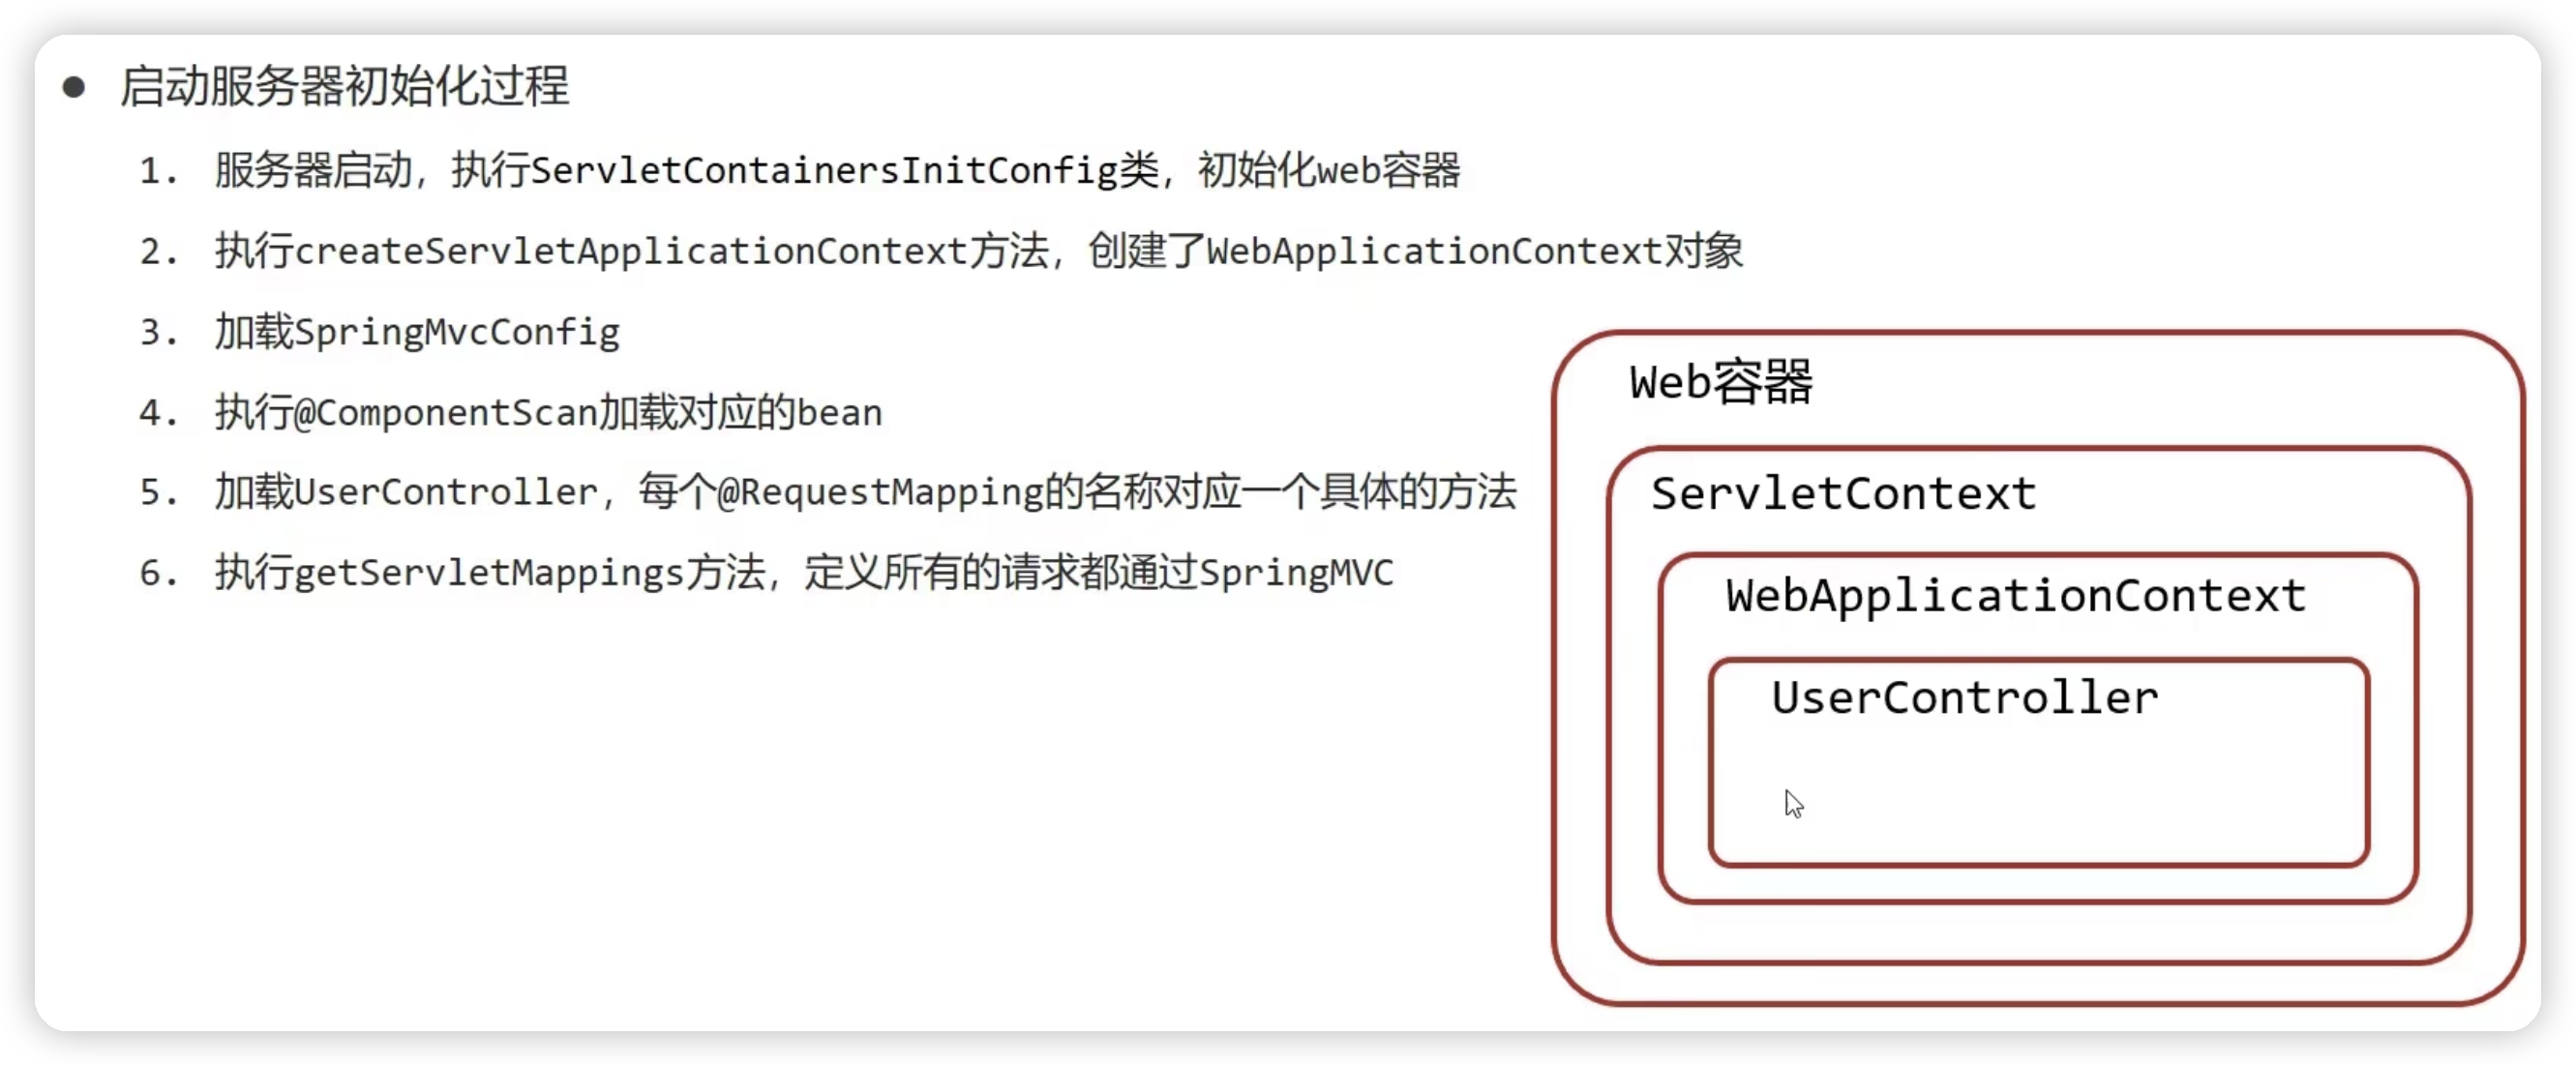 ● 启动服务器初始化过程
1. 服务器启动，执行ServletContainersInitConfig类，初始化web容器
2. 执行createServletApplicationContext方法，创建了WebApplicationContext对象
3. 加载SpringMvcConfig
4. 执行@ComponentScan加载对应的bean
5. 加载UserController，每个@RequestMapping的名称对应一个具体的方法
6. 执行getServletMappings方法，定义所有的请求都通过SpringMVC
Web容器
ServletContext
WebApplicationContext
UserController